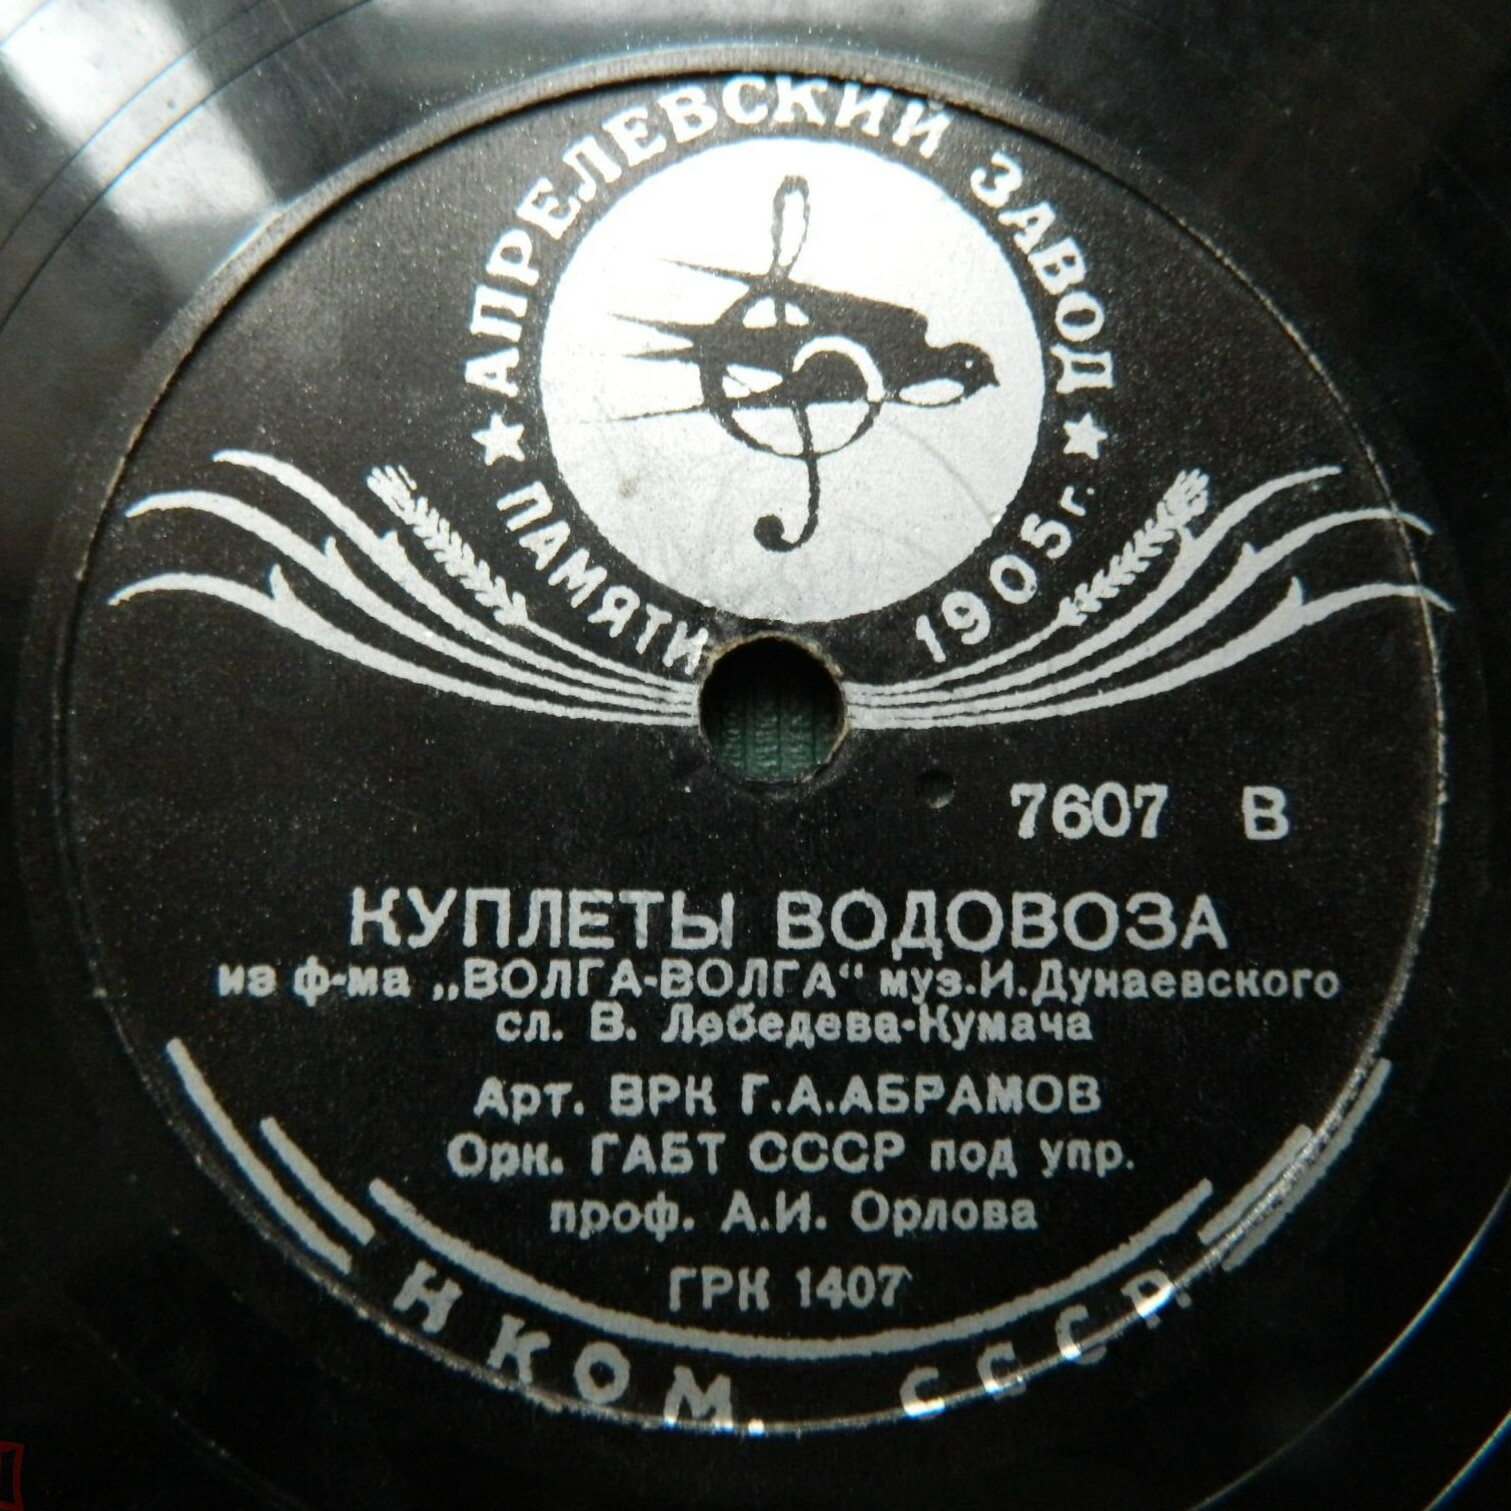 АПРЕЛЕВСКИЙ ЗАВОД
ПАМЯТИ 1905 г.
7607 В
КУПЛЕТЫ ВОДОВОЗА
из ф-ма „ВОЛГА-ВОЛГА“ муз.И.Дунаевского
сл. В. Лебедева-Кумача
Арт. ВРК Г.А.АБРАМОВ
Орк. ГАБТ СССР под упр.
проф. А.И. Орлова
ГРК 1407
НКОМ. СССР